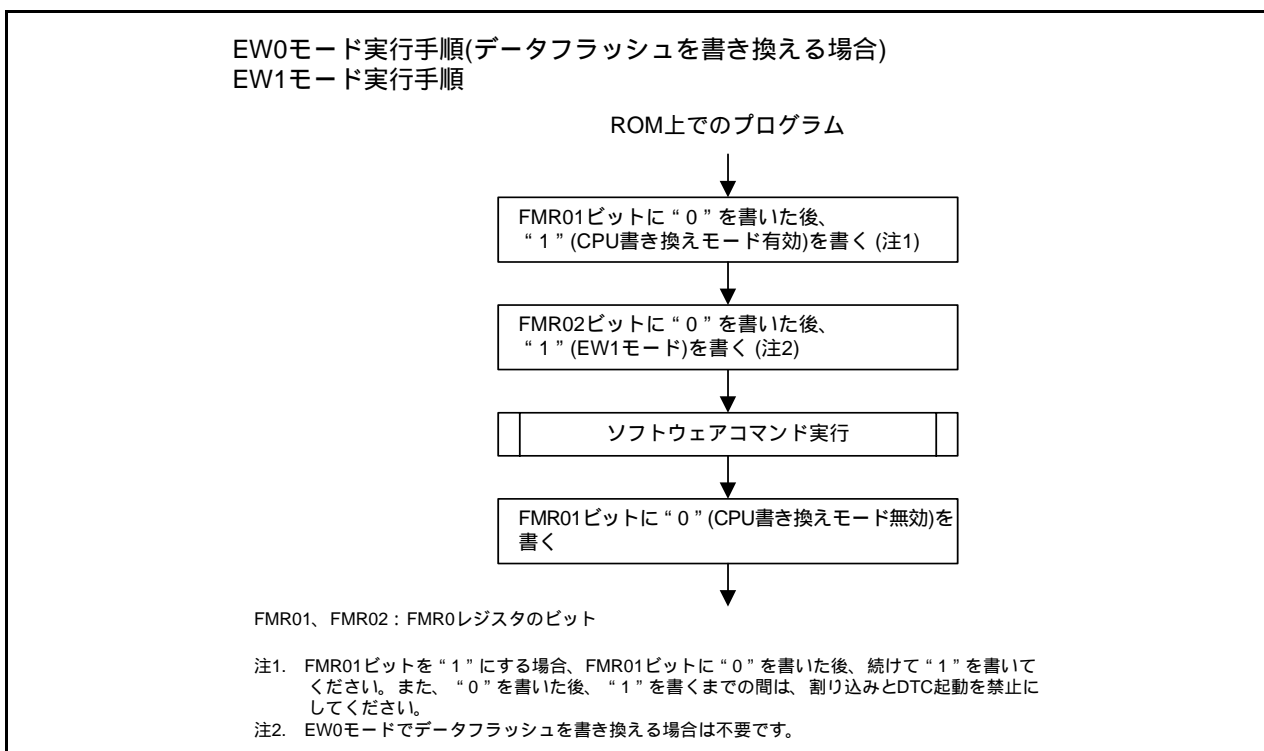 EW0モード実行手順(データフラッシュを書き換える場合)
EW1モード実行手順
ROM上でのプログラム
FMR01ビットに“0”を書いた後、
“1”(CPU書き換えモード有効)を書く (注1)
FMR02ビットに“0”を書いた後、
“1”(EW1モード)を書く (注2)
ソフトウェアコマンド実行
FMR01ビットに“0”(CPU書き換えモード無効)を
書く
FMR01、FMR02：FMR0レジスタのビット
注1. FMR01ビットを“1”にする場合、FMR01ビットに“0”を書いた後、続けて“1”を書いて
ください。また、“0”を書いた後、“1”を書くまでの間は、割り込みとDTC起動を禁止に
してください。
注2. EW0モードでデータフラッシュを書き換える場合は不要です。